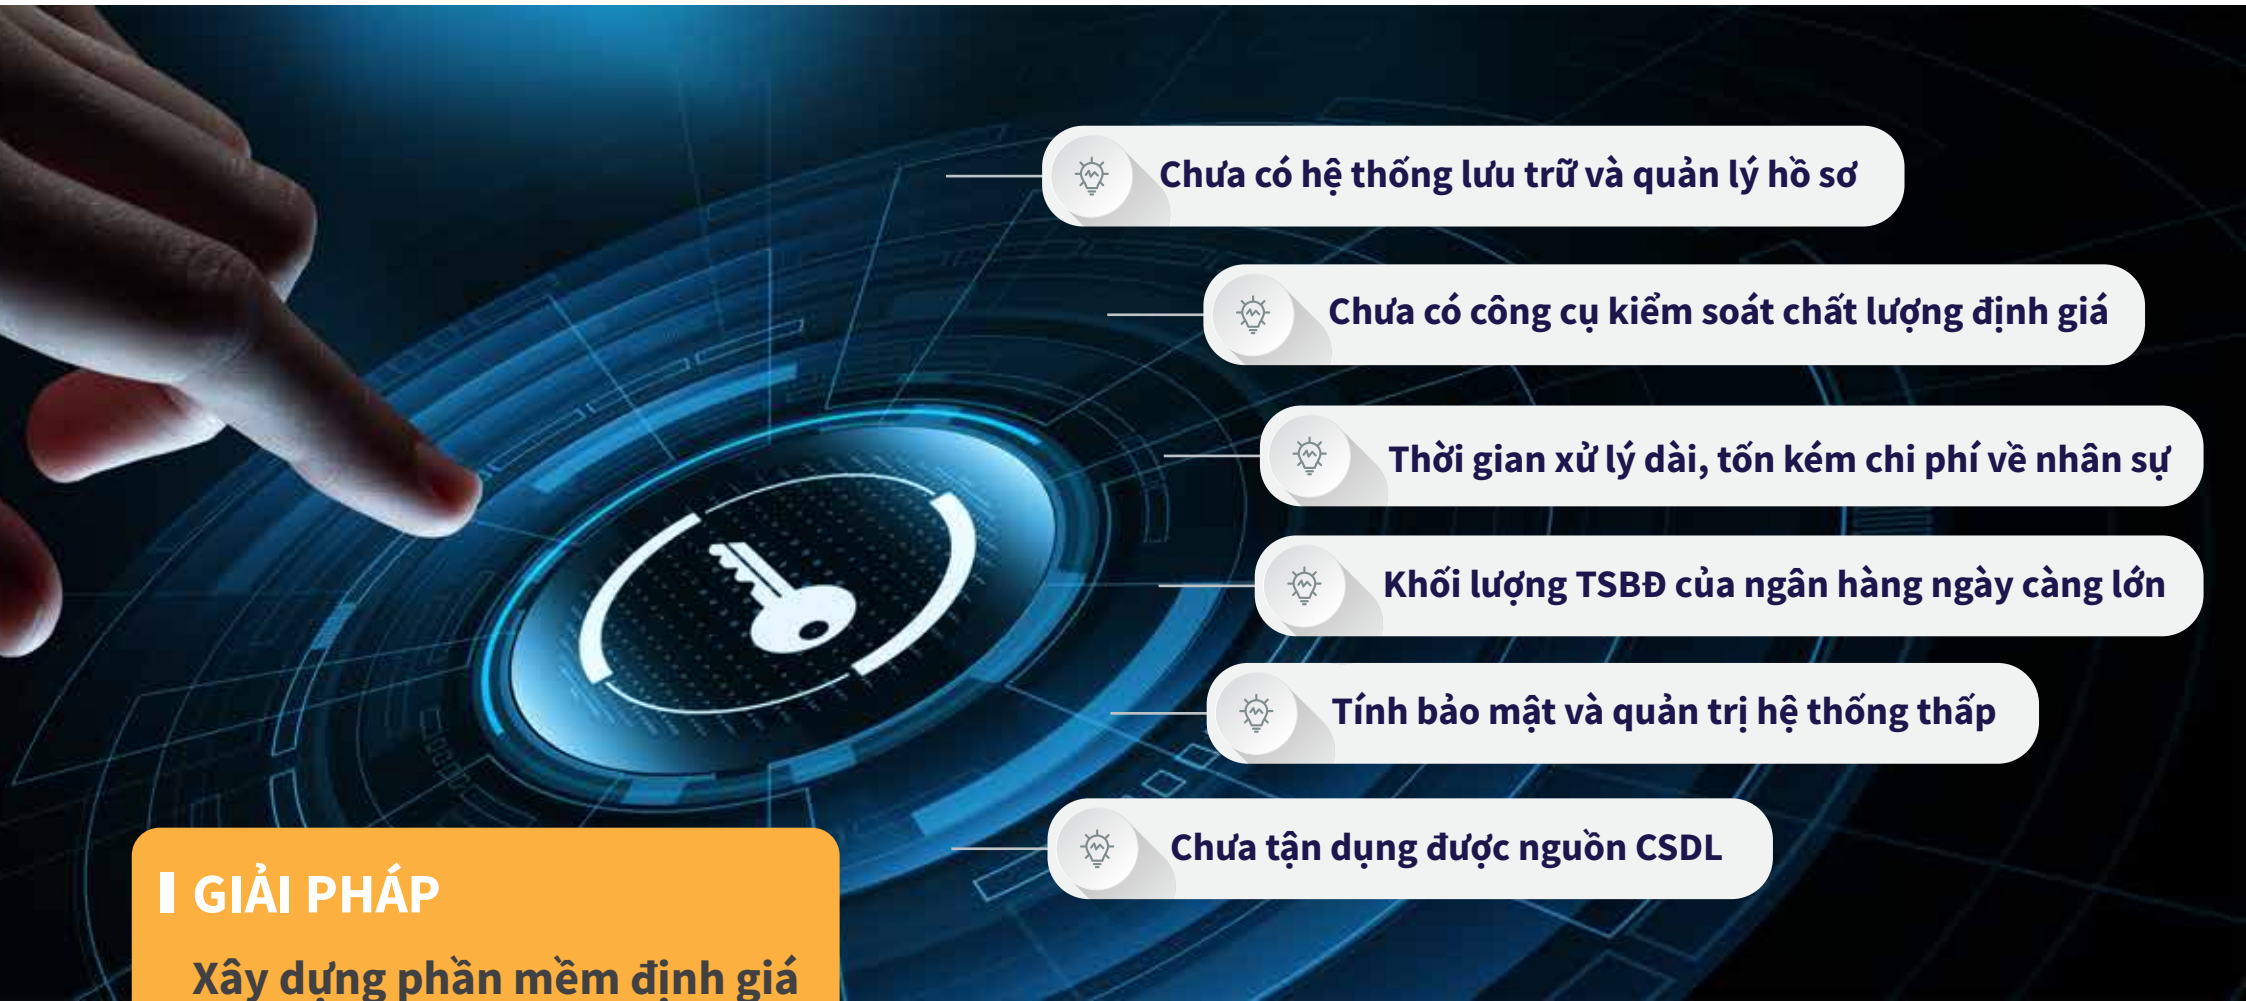 Chưa có hệ thống lưu trữ và quản lý hồ sơ
Chưa có công cụ kiểm soát chất lượng định giá
Thời gian xử lý dài, tốn kém chi phí về nhân sự
Khối lượng TSBĐ của ngân hàng ngày càng lớn
Tính bảo mật và quản trị hệ thống thấp
Chưa tận dụng được nguồn CSDL
GIẢI PHÁP
Xây dựng phần mềm định giá